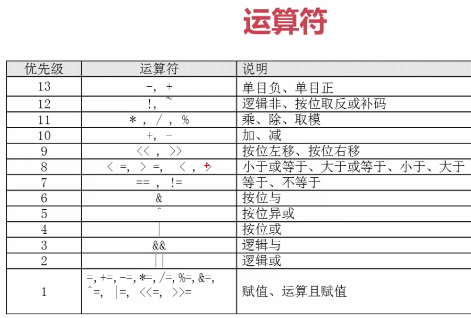 运算符
优先级 运算符 说明
13 -, + 单目负、单目正
12 !, ~ 逻辑非、按位取反或补码
11 * , / , % 乘、除、取模
10 +, - 加、减
9 << , >> 按位左移、按位右移
8 < =, > =, < , > 小于或等于、大于或等于、小于、大于
7 == , != 等于、不等于
6 & 按位与
5 ^ 按位异或
4 | 按位或
3 && 逻辑与
2 || 逻辑或
1 =,+=,-=,*=,/=,%=,&=, 赋值、运算且赋值
^=, |=, <<=, >>=